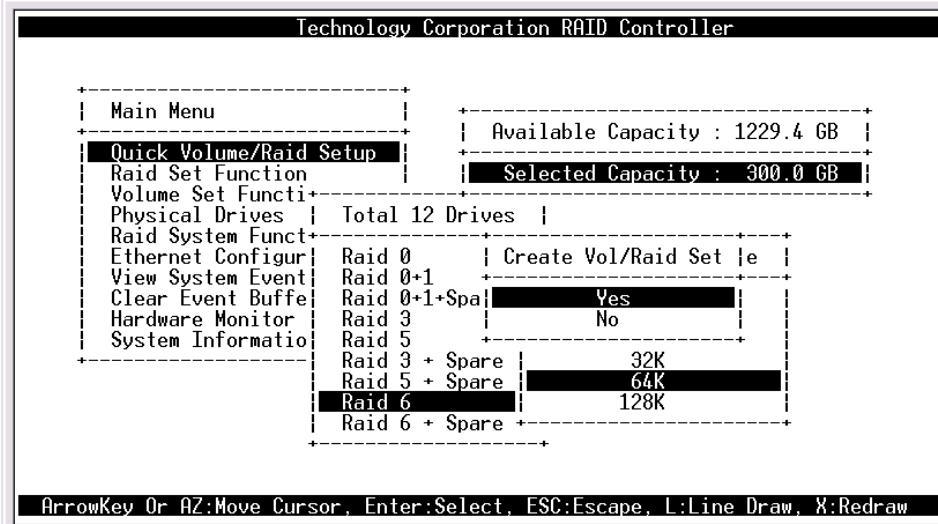 Technology Corporation RAID Controller
Main Menu
Quick Volume/Raid Setup
Raid Set Function
Volume Set Functi
Physical Drives
Raid System Funct
Ethernet Configur
View System Event
Clear Event Buffe
Hardware Monitor
System Informatio
Available Capacity : 1229.4 GB
Selected Capacity : 300.0 GB
Total 12 Drives
Raid 0
Raid 0+1
Raid 0+1+Spa
Raid 3
Raid 5
Raid 3 + Spare
Raid 5 + Spare
Raid 6
Raid 6 + Spare
Create Vol/Raid Set
e
Yes
No
32K
64K
128K
ArrowKey Or AZ:Move Cursor, Enter:Select, ESC:Escape, L:Line Draw, X:Redraw